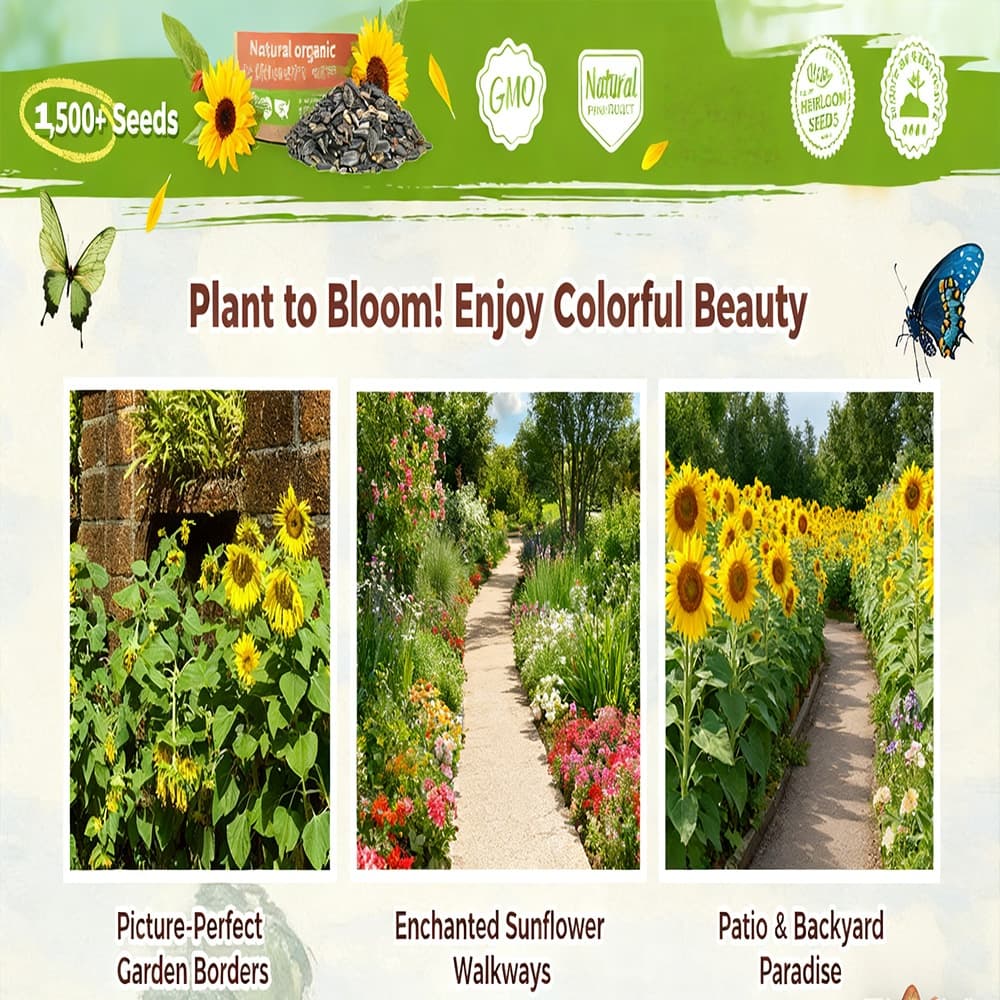 Natural organic
1,500+ Seeds
GMO
Natural
HEIRLOOM
SEEDS
Plant to Bloom! Enjoy Colorful Beauty
Picture-Perfect
Garden Borders
Enchanted Sunflower
Walkways
Patio & Backyard
Paradise